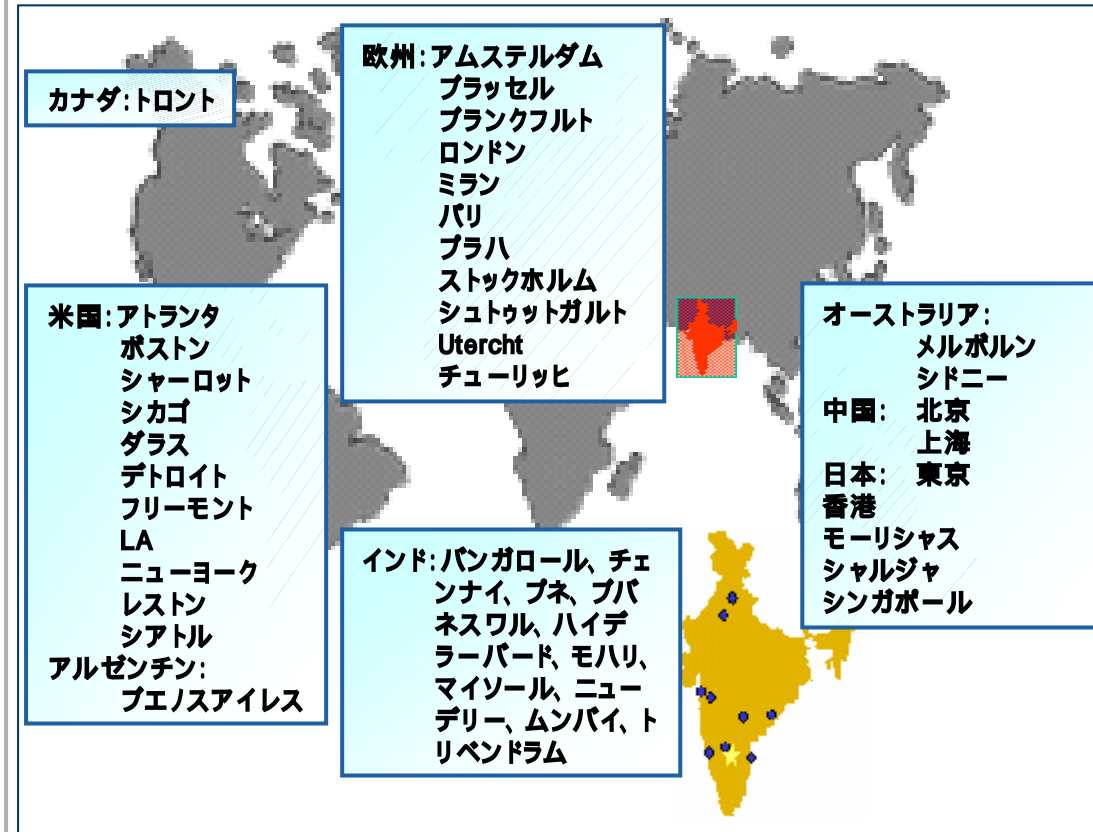 カナダ:トロント
欧州:アムステルダム
ブラッセル
ブランクフルト
ロンドン
ミラン
パリ
プラハ
ストックホルム
シュトゥットガルト
Utercht
チューリッヒ
米国:アトランタ
ボストン
シャーロット
シカゴ
ダラス
デトロイト
フリーモント
LA
ニューヨーク
レストン
シアトル
アルゼンチン:
ブエノスアイレス
インド:バンガロール、チェ
ンナイ、プネ、ブバ
ネスワル、ハイデ
ラーバード、モハリ、
マイソール、ニュー
デリー、ムンバイ、ト
リベンドラム
オーストラリア:
メルボルン
シドニー
中国: 北京
上海
日本: 東京
香港
モーリシャス
シャルジャ
シンガポール